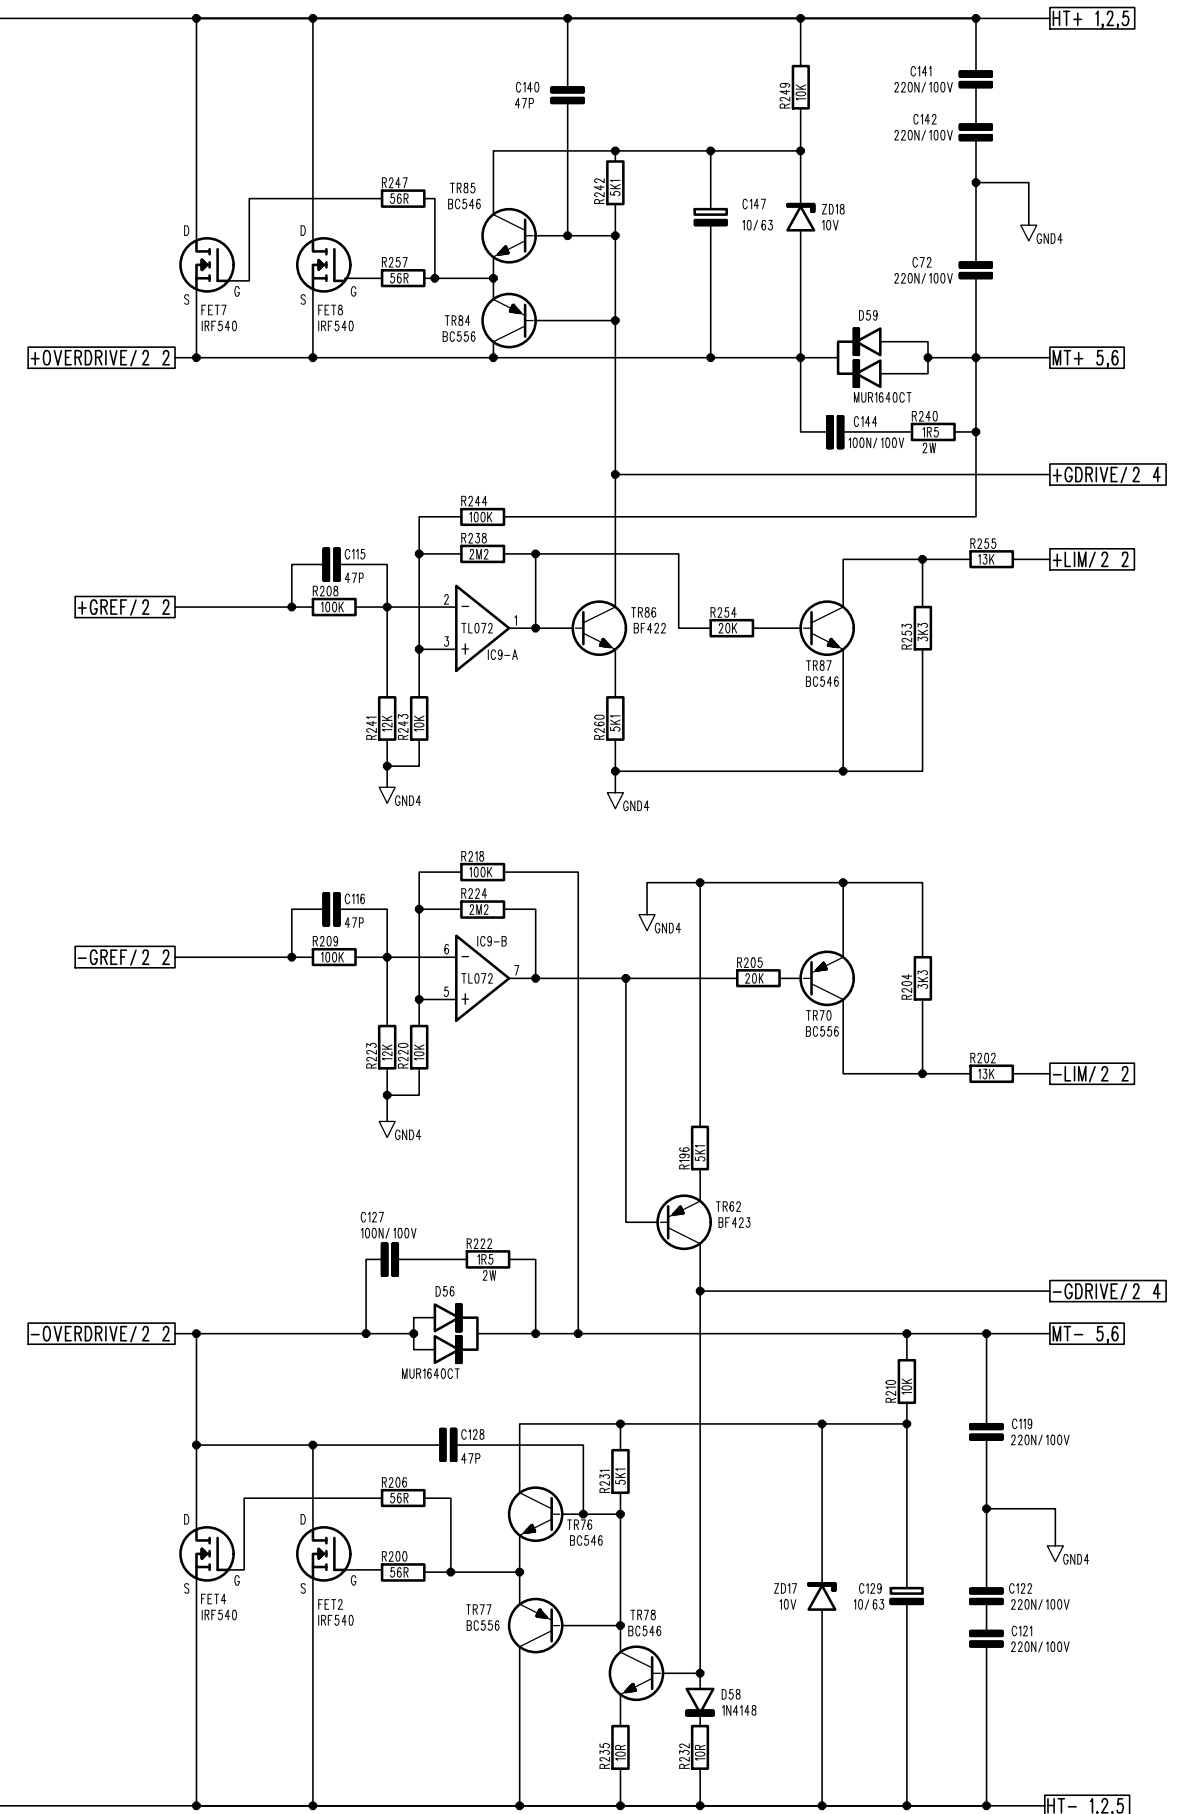 HT+ 1,2,5
C141
220N/100V
C140
47P
R249
10K
C142
220N/100V
R247
56R
TR85
BC546
R242
5K1
C147
10/63
ZD18
10V
GND4
D
D
R257
56R
C72
220N/100V
S
G
S
G
FET7
IRF540
FET8
IRF540
TR84
BC556
D59
+OVERDRIVE/2 2
MT+ 5,6
MUR1640CT
C144
100N/100V
R240
1R5
2W
+GDRIVE/2 4
R244
100K
R238
2M2
C115
47P
R255
13K
+LIM/2 2
R208
100K
+GREF/2 2
2
-
TL072
1
3
+
IC9-A
TR86
BF422
R254
20K
R253
3K3
TR87
BC546
R241
12K
R243
10K
R260
5K1
GND4
GND4
R218
100K
R224
2M2
C116
47P
GND4
R209
100K
-GREF/2 2
IC9-B
6
-
TL072
7
5
+
R205
20K
R204
3K3
TR70
BC556
R223
12K
R220
10K
R202
13K
-LIM/2 2
GND4
R196
5K1
TR62
BF423
C127
100N/100V
R222
1R5
2W
D56
-GDRIVE/2 4
-OVERDRIVE/2 2
MT- 5,6
MUR1640CT
R210
10K
C128
47P
C119
220N/100V
R231
5K1
R206
56R
D
D
TR76
BC546
R200
56R
GND4
S
G
S
G
FET4
IRF540
FET2
IRF540
TR77
BC556
ZD17
10V
C129
10/63
C122
220N/100V
TR78
BC546
C121
220N/100V
D58
1N4148
R235
10R
R232
10R
HT- 1,2,5